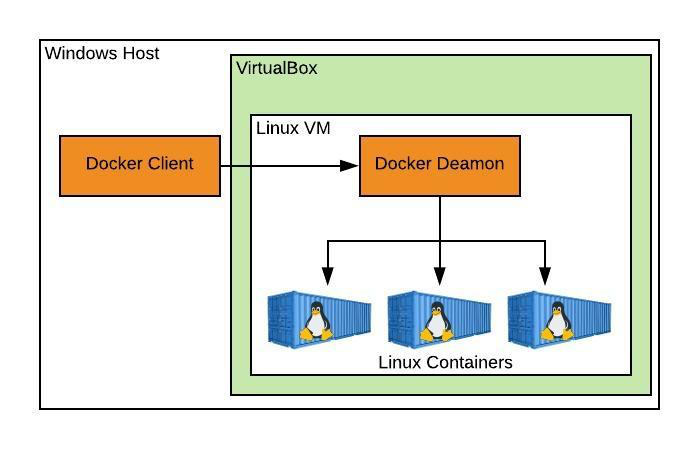 Windows Host
VirtualBox
Linux VM
Docker Client
Docker Deamon
Linux Containers